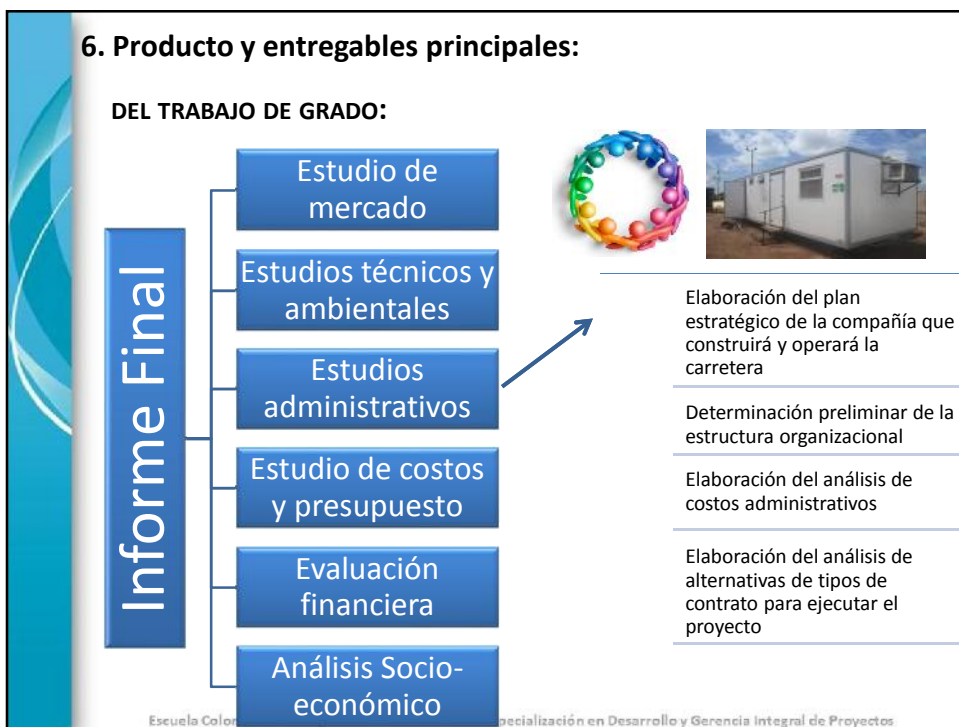 6. Producto y entregables principales:
DEL TRABAJO DE GRADO:
Informe Final
Estudio de
mercado
Estudios técnicos y
ambientales
Estudios
administrativos
Estudio de costos
y presupuesto
Evaluación
financiera
Análisis Socio-
económico
Elaboración del plan
estratégico de la compañía que
construirá y operará la
carretera
Determinación preliminar de la
estructura organizacional
Elaboración del análisis de
costos administrativos
Elaboración del análisis de
alternativas de tipos de
contrato para ejecutar el
proyecto
Escuela en Desarrollo y Gerencia Integral de Proyectos